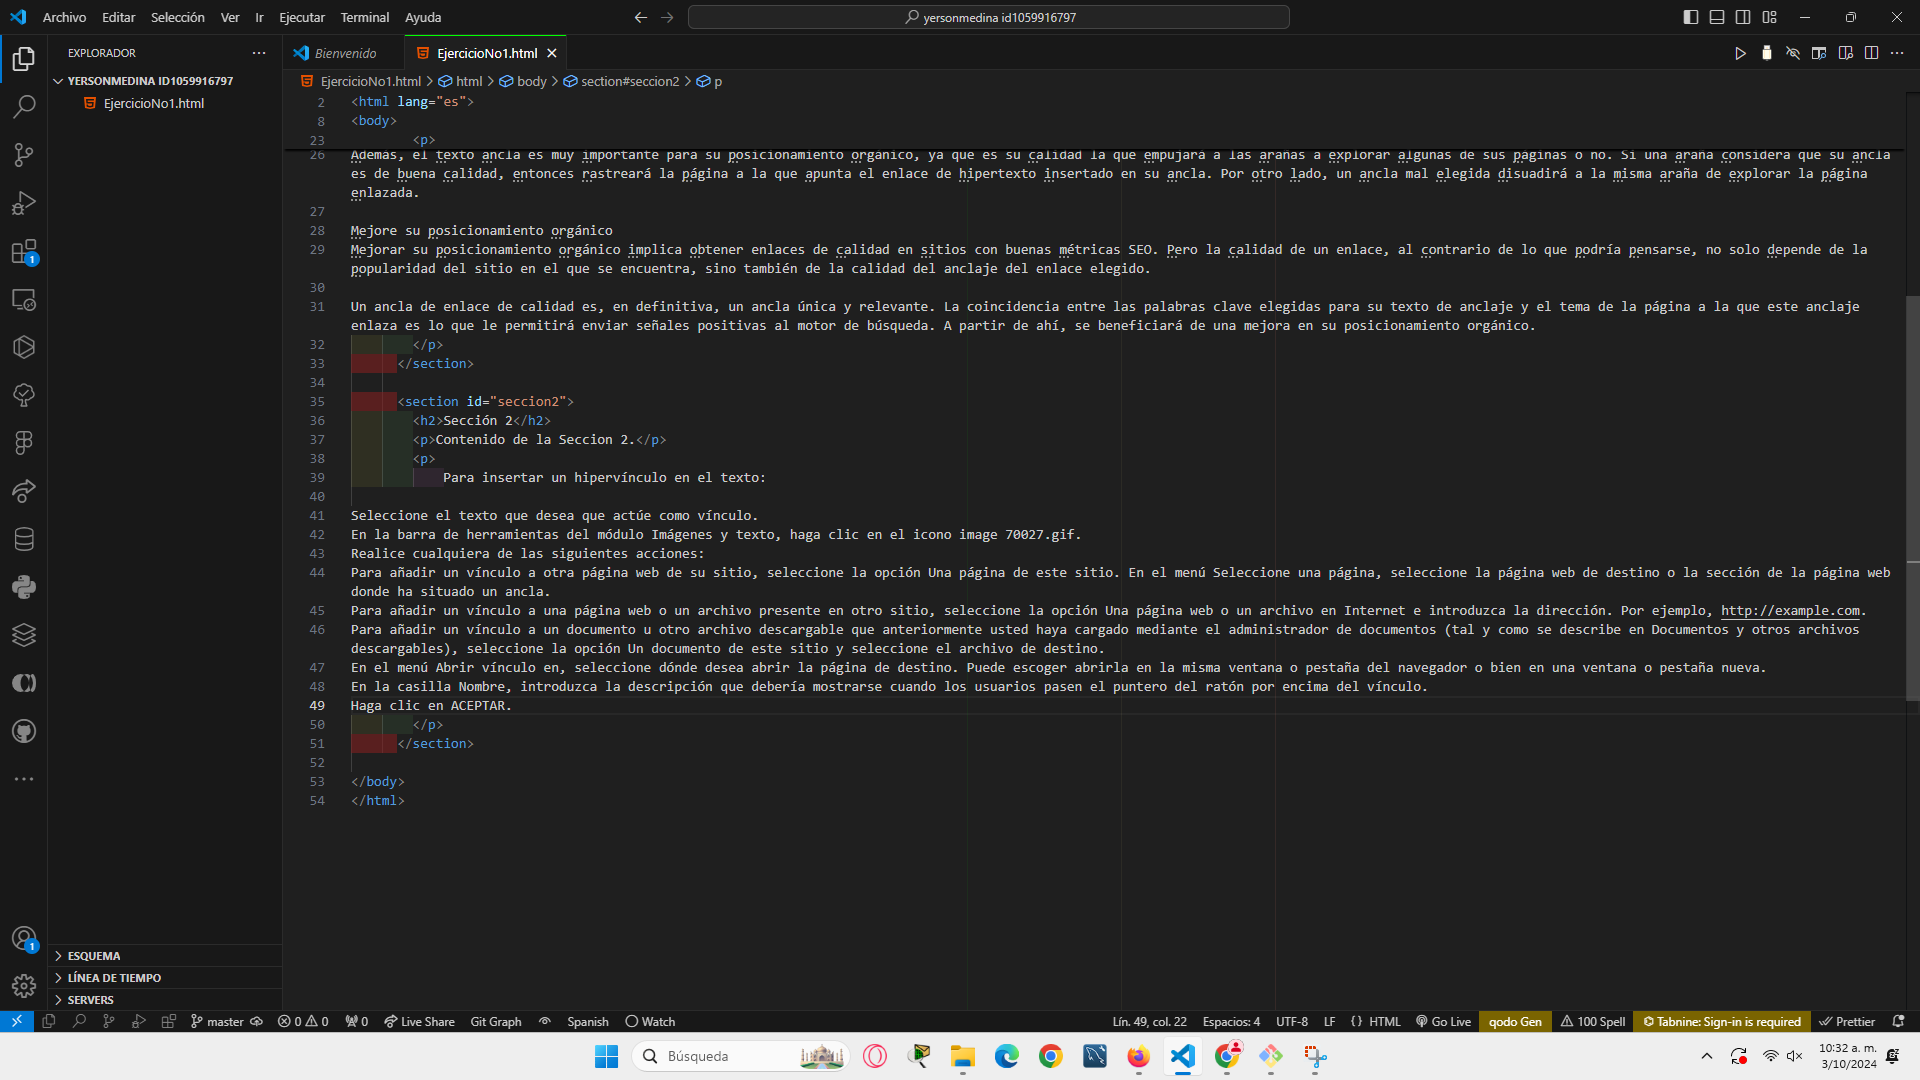 Archivo Editar Selección Ver Ir Ejecutar Terminal Ayuda
yersonmedina id1059916797
EXPLORADOR
YERSONMEDINA ID1059916797
EjercicioNo1.html
Bienvenido
EjercicioNo1.html
EjercicioNo1.html > html > body > section#seccion2 > p
2 <html lang="es">
8 <body>
23 <p>
26 Además, el texto ancla es muy importante para su posicionamiento orgánico, ya que es su calidad la que empujará a las arañas a explorar algunas de sus páginas o no. Si una araña considera que su ancla
es de buena calidad, entonces rastreará la página a la que apunta el enlace de hipertexto insertado en su ancla. Por otro lado, un ancla mal elegida disuadirá a la misma araña de explorar la página
enlazada.
27
28 Mejore su posicionamiento orgánico
29 Mejorar su posicionamiento orgánico implica obtener enlaces de calidad en sitios con buenas métricas SEO. Pero la calidad de un enlace, al contrario de lo que podría pensarse, no solo depende de la
popularidad del sitio en el que se encuentra, sino también de la calidad del anclaje del enlace elegido.
30
31 Un ancla de enlace de calidad es, en definitiva, un ancla única y relevante. La coincidencia entre las palabras clave elegidas para su texto de anclaje y el tema de la página a la que este anclaje
enlaza es lo que le permitirá enviar señales positivas al motor de búsqueda. A partir de ahí, se beneficiará de una mejora en su posicionamiento orgánico.
32 </p>
33 </section>
34
35 <section id="seccion2">
36 <h2>Sección 2</h2>
37 <p>Contenido de la Seccion 2.</p>
38 <p>
39 Para insertar un hipervínculo en el texto:
40
41 Seleccione el texto que desea que actúe como vínculo.
42 En la barra de herramientas del módulo Imágenes y texto, haga clic en el icono image 70027.gif.
43 Realice cualquiera de las siguientes acciones:
44 Para añadir un vínculo a otra página web de su sitio, seleccione la opción Una página de este sitio. En el menú Seleccione una página, seleccione la página web de destino o la sección de la página web
donde ha situado un ancla.
45 Para añadir un vínculo a una página web o un archivo presente en otro sitio, seleccione la opción Una página web o un archivo en Internet e introduzca la dirección. Por ejemplo, http://example.com.
46 Para añadir un vínculo a un documento u otro archivo descargable que anteriormente usted haya cargado mediante el administrador de documentos (tal y como se describe en Documentos y otros archivos
descargables), seleccione la opción Un documento de este sitio y seleccione el archivo de destino.
47 En el menú Abrir vínculo en, seleccione dónde desea abrir la página de destino. Puede escoger abrirla en la misma ventana o pestaña del navegador o bien en una ventana o pestaña nueva.
48 En la casilla Nombre, introduzca la descripción que debería mostrarse cuando los usuarios pasen el puntero del ratón por encima del vínculo.
49 Haga clic en ACEPTAR.
50 </p>
51 </section>
52
53 </body>
54 </html>
1
1
ESQUEMA
LÍNEA DE TIEMPO
SERVERS
master 0 0 0 Live Share Git Graph Spanish Watch Lín. 49, col. 22 Espacios: 4 UTF-8 LF {} HTML Go Live qodo Gen 100 Spell Tabnine: Sign-in is required Prettier
Búsqueda
10:32 a. m.
3/10/2024